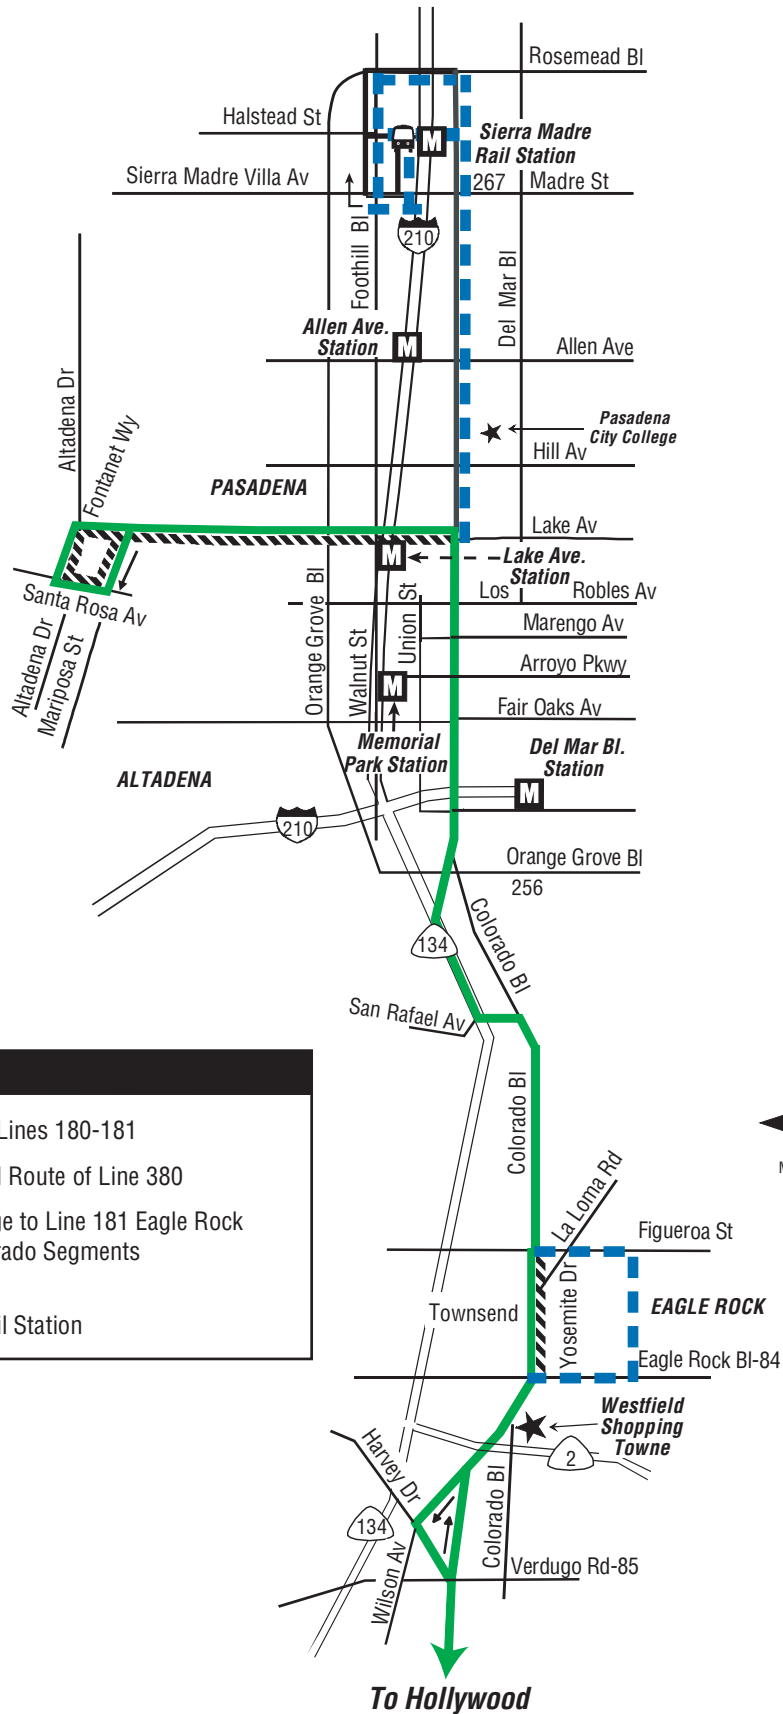 Rosemead Bl
Halstead St
Sierra Madre
Rail Station
M
Sierra Madre Villa Av
267
Madre St
210
Foothill Bl
Del Mar Bl
Allen Ave.
Station
M
Allen Ave
Altadena Dr
Fontanet Wy
Pasadena
City College
Hill Av
PASADENA
Lake Av
M
Lake Ave.
Station
Orange Grove Bl
Walnut St
Union St
Los Robles Av
Santa Rosa Av
Altadena Dr
Mariposa St
Marengo Av
Arroyo Pkwy
M
Fair Oaks Av
Memorial
Park Station
Del Mar Bl.
Station
M
ALTADENA
210
Orange Grove Bl
256
Colorado Bl
134
San Rafael Av
Lines 180-181
Route of Line 380
ge to Line 181 Eagle Rock
rado Segments
il Station
Colorado Bl
La Loma Rd
Figueroa St
Townsend
Yosemite Dr
EAGLE ROCK
Eagle Rock Bl-84
Westfield
Shopping
Towne
Harvey Dr
2
Colorado Bl
134
Wilson Av
Verdugo Rd-85
To Hollywood